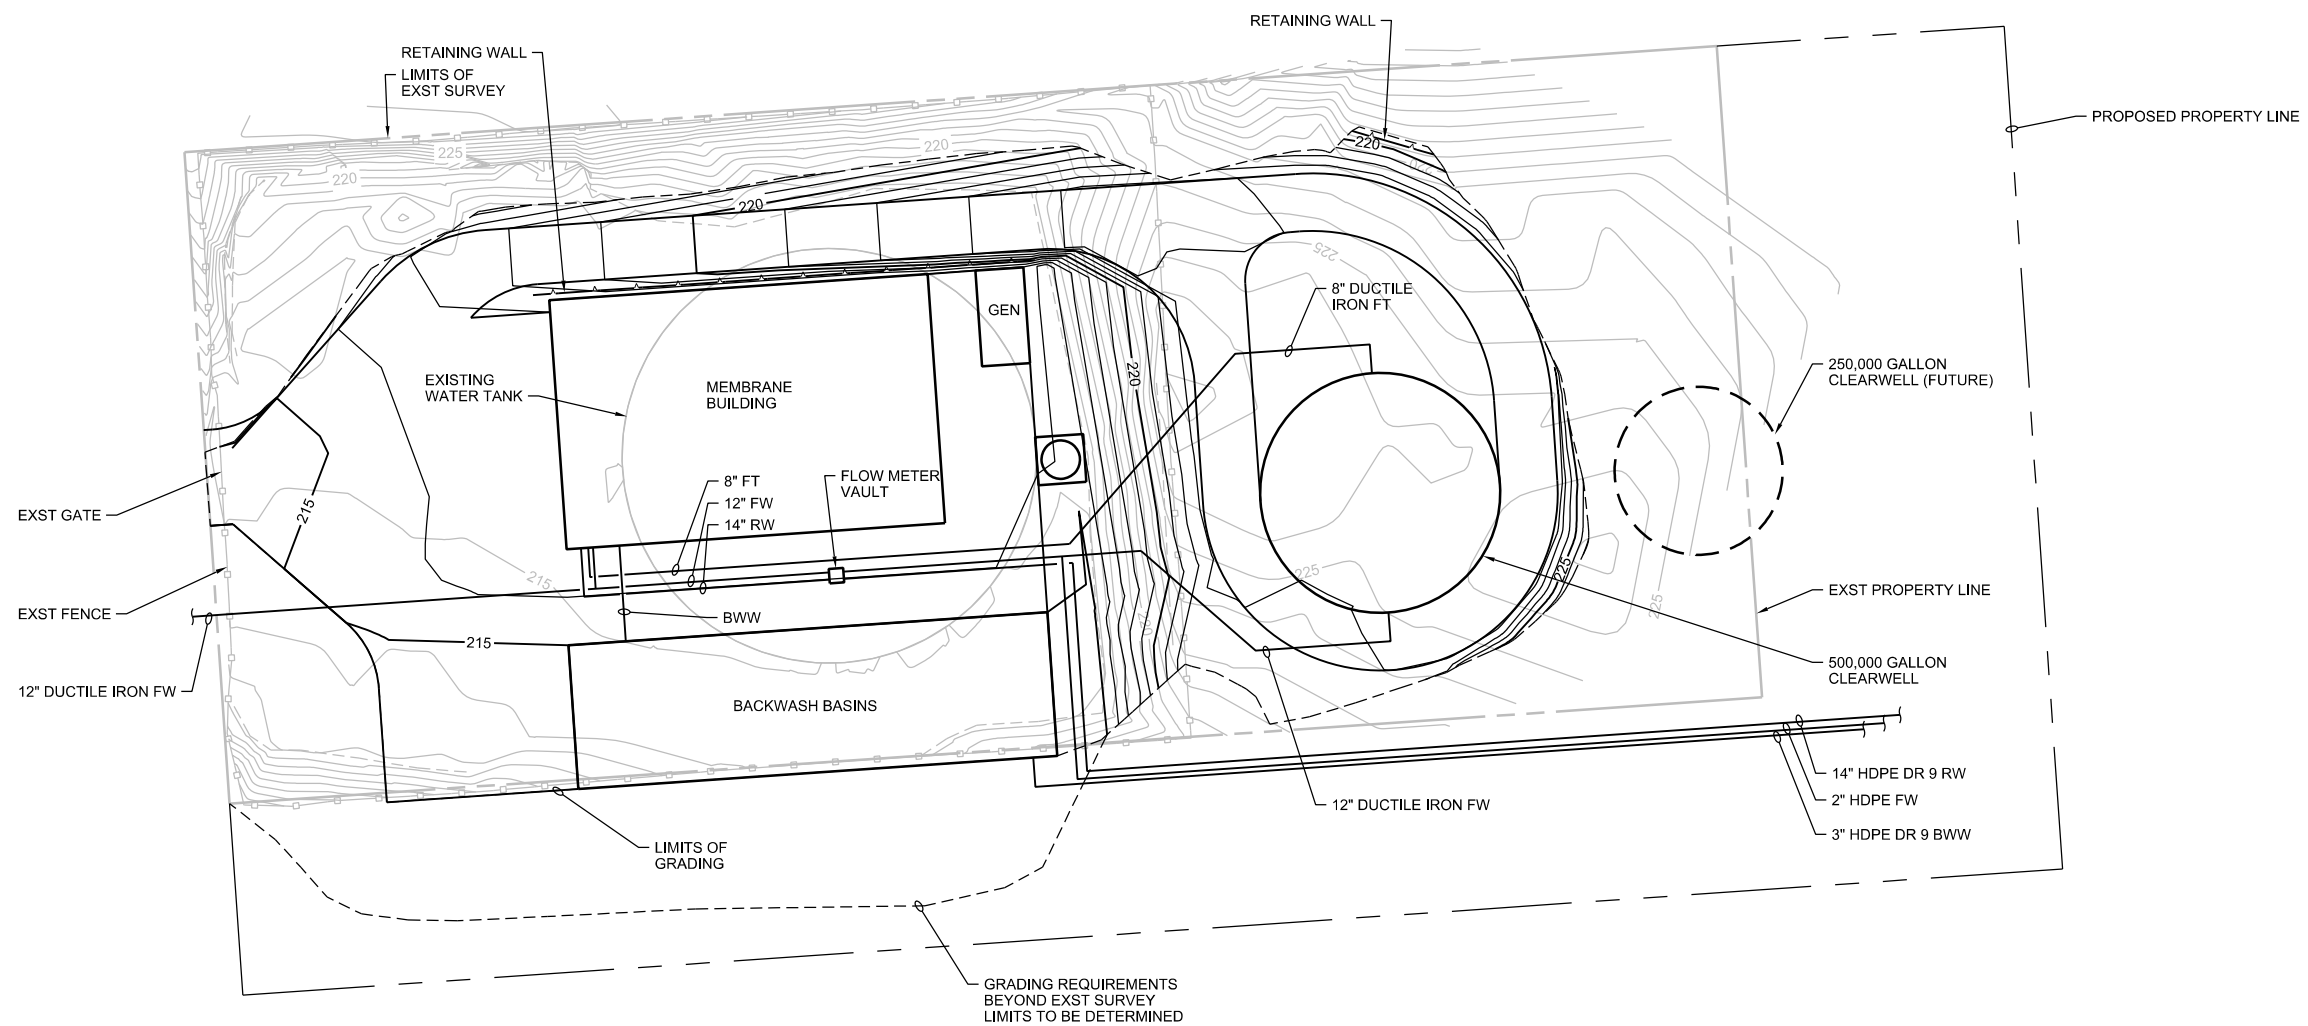 RETAINING WALL
RETAINING WALL
LIMITS OF
EXST SURVEY
PROPOSED PROPERTY LINE
225
220
220
220
220
220
225
GEN
8" DUCTILE
IRON FT
EXISTING
WATER TANK
MEMBRANE
BUILDING
220
250,000 GALLON
CLEARWELL (FUTURE)
8" FT
12" FW
14" RW
FLOW METER
VAULT
EXST GATE
215
215
225
225
225
EXST FENCE
BWW
EXST PROPERTY LINE
215
220
12" DUCTILE IRON FW
BACKWASH BASINS
500,000 GALLON
CLEARWELL
14" HDPE DR 9 RW
2" HDPE FW
3" HDPE DR 9 BWW
12" DUCTILE IRON FW
LIMITS OF
GRADING
GRADING REQUIREMENTS
BEYOND EXST SURVEY
LIMITS TO BE DETERMINED